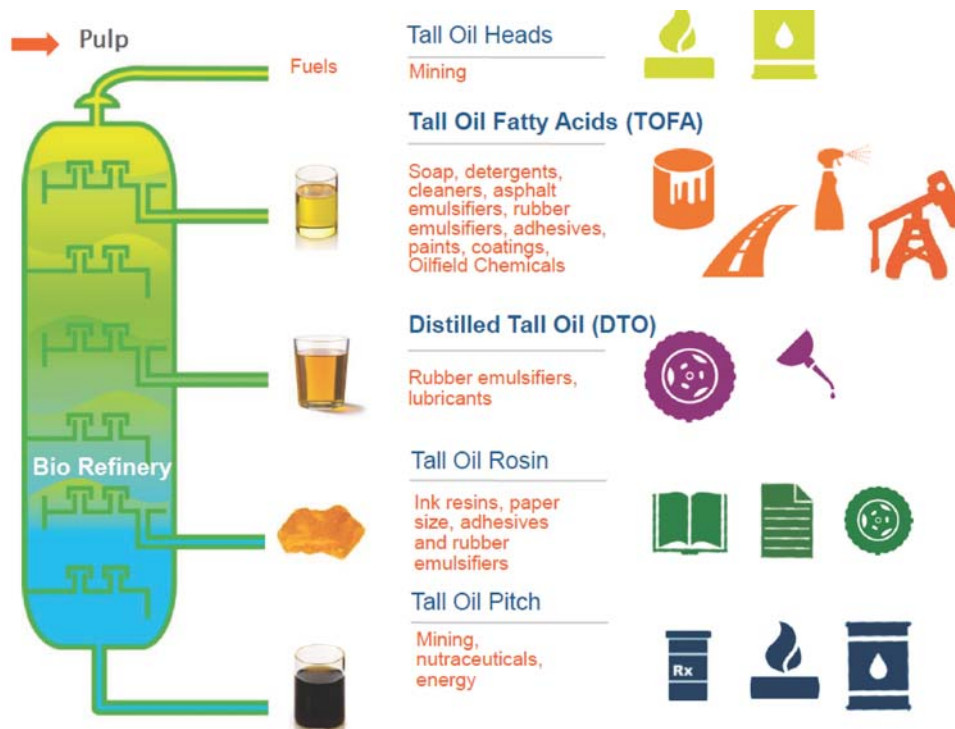 Pulp
Fuels
Tall Oil Heads
Mining
Tall Oil Fatty Acids (TOFA)
Soap, detergents,
cleaners, asphalt
emulsifiers, rubber
emulsifiers, adhesives,
paints, coatings,
Oilfield Chemicals
Distilled Tall Oil (DTO)
Rubber emulsifiers,
lubricants
Bio Refinery
Tall Oil Rosin
Ink resins, paper
size, adhesives
and rubber
emulsifiers
Tall Oil Pitch
Mining,
nutraceuticals,
energy
Rx